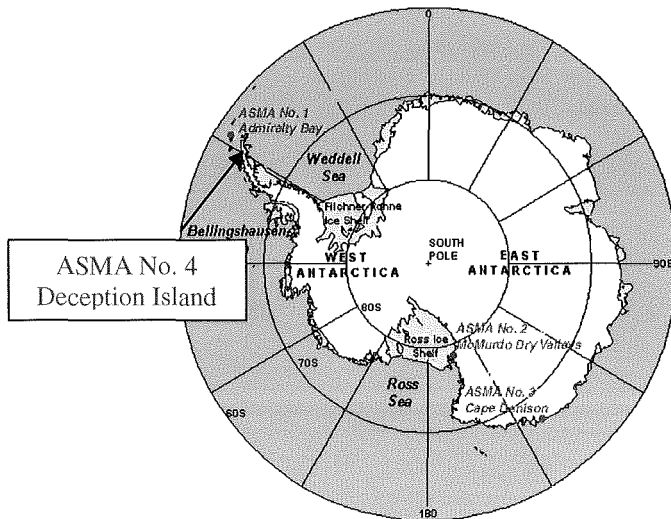 0
ASMA No. 1
Admiralty Bay
Weddell
Sea
Filchner Ronne
Ice Shelf
Bellingshausen
ASMA No. 4
Deception Island
SOUTH
POLE
WEST
ANTARCTICA
EAST
ANTARCTICA
90E
80S
ASMA No. 2
McMurdo Dry Valleys
Ross Ice
Shelf
70S
Ross
Sea
ASMA No. 3
Cape Denison
60S
180